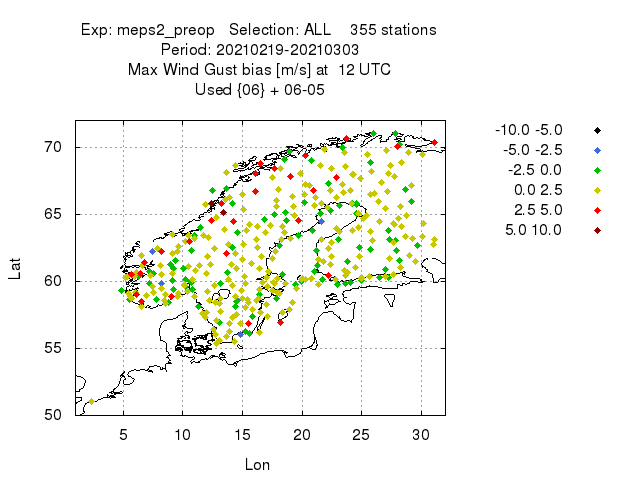 Exp: meps2_preop Selection: ALL 355 stations
Period: 20210219-20210303
Max Wind Gust bias [m/s] at 12 UTC
Used {06} + 06-05
-10.0 -5.0
-5.0 -2.5
-2.5 0.0
0.0 2.5
2.5 5.0
5.0 10.0
70
65
60
55
50
Lat
5 10 15 20 25 30
Lon